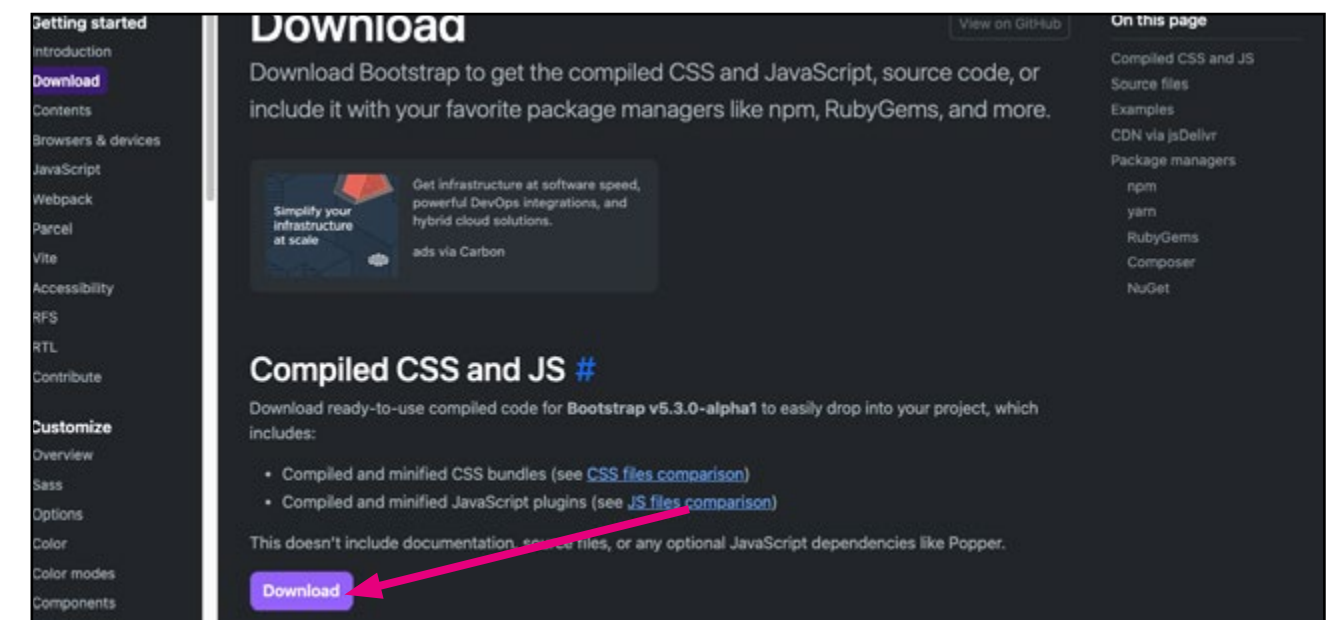 Getting started
Introduction
Download
Contents
Browsers & devices
JavaScript
Webpack
Parcel
Vite
Accessibility
RFS
RTL
Contribute
Customize
Overview
Sass
Options
Color
Color modes
Components
Download
View on GitHub
Download Bootstrap to get the compiled CSS and JavaScript, source code, or
include it with your favorite package managers like npm, RubyGems, and more.
Simplify your
infrastructure
at scale
Get infrastructure at software speed,
powerful DevOps integrations, and
hybrid cloud solutions.
ads via Carbon
Compiled CSS and JS #
Download ready-to-use compiled code for Bootstrap v5.3.0-alpha1 to easily drop into your project, which
includes:
• Compiled and minified CSS bundles (see CSS files comparison)
• Compiled and minified JavaScript plugins (see JS files comparison)
This doesn't include documentation, source files, or any optional JavaScript dependencies like Popper.
Download
On this page
Compiled CSS and JS
Source files
Examples
CDN via jsDelivr
Package managers
npm
yarn
RubyGems
Composer
NuGet